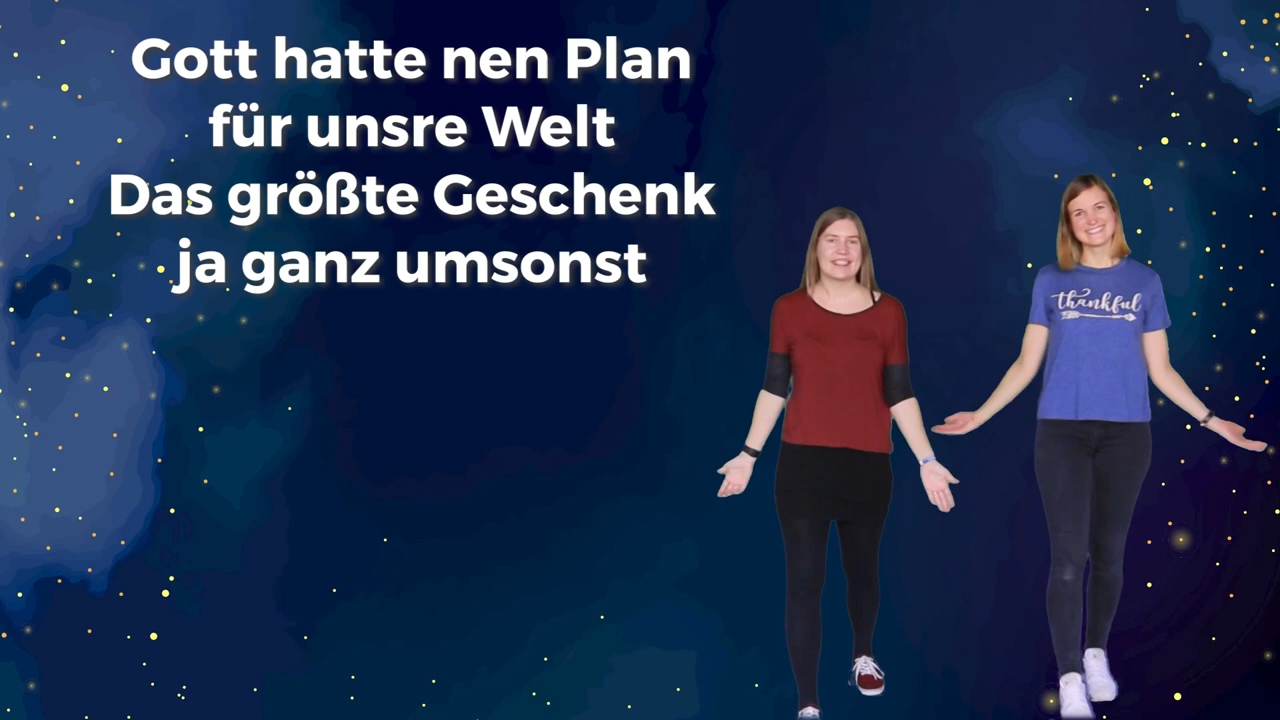 Gott hatte nen Plan
für unsre Welt
Das größte Geschenk
ja ganz umsonst
thankful